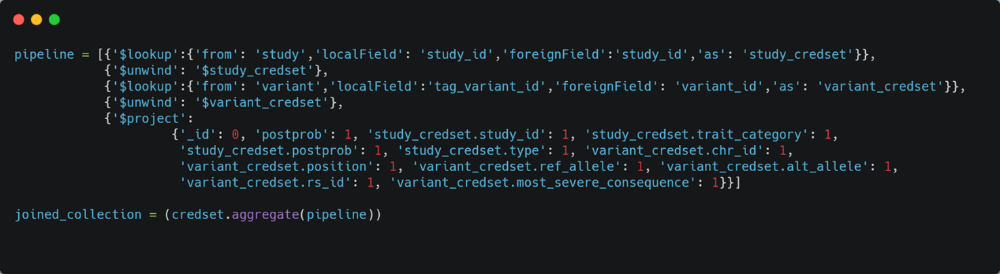 pipeline = [{'$lookup':{'from': 'study','localField': 'study_id','foreignField':'study_id','as': 'study_credset'}},
{'$unwind': '$study_credset'},
{'$lookup':{'from': 'variant','localField':'tag_variant_id','foreignField': 'variant_id','as': 'variant_credset'}},
{'$unwind': '$variant_credset'},
{'$project':
{'_id': 0, 'postprob': 1, 'study_credset.study_id': 1, 'study_credset.trait_category': 1,
'study_credset.postprob': 1, 'study_credset.type': 1, 'variant_credset.chr_id': 1,
'variant_credset.position': 1, 'variant_credset.ref_allele': 1, 'variant_credset.alt_allele': 1,
'variant_credset.rs_id': 1, 'variant_credset.most_severe_consequence': 1}}]
joined_collection = (credset.aggregate(pipeline))